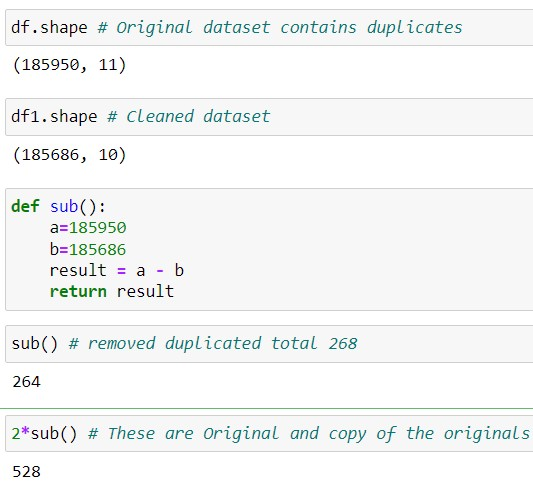 df.shape # Original dataset contains duplicates
(185950, 11)
df1.shape # Cleaned dataset
(185686, 10)
def sub():
    a=185950
    b=185686
    result = a - b
    return result
sub() # removed duplicated total 268
264
2*sub() # These are Original and copy of the originals
528